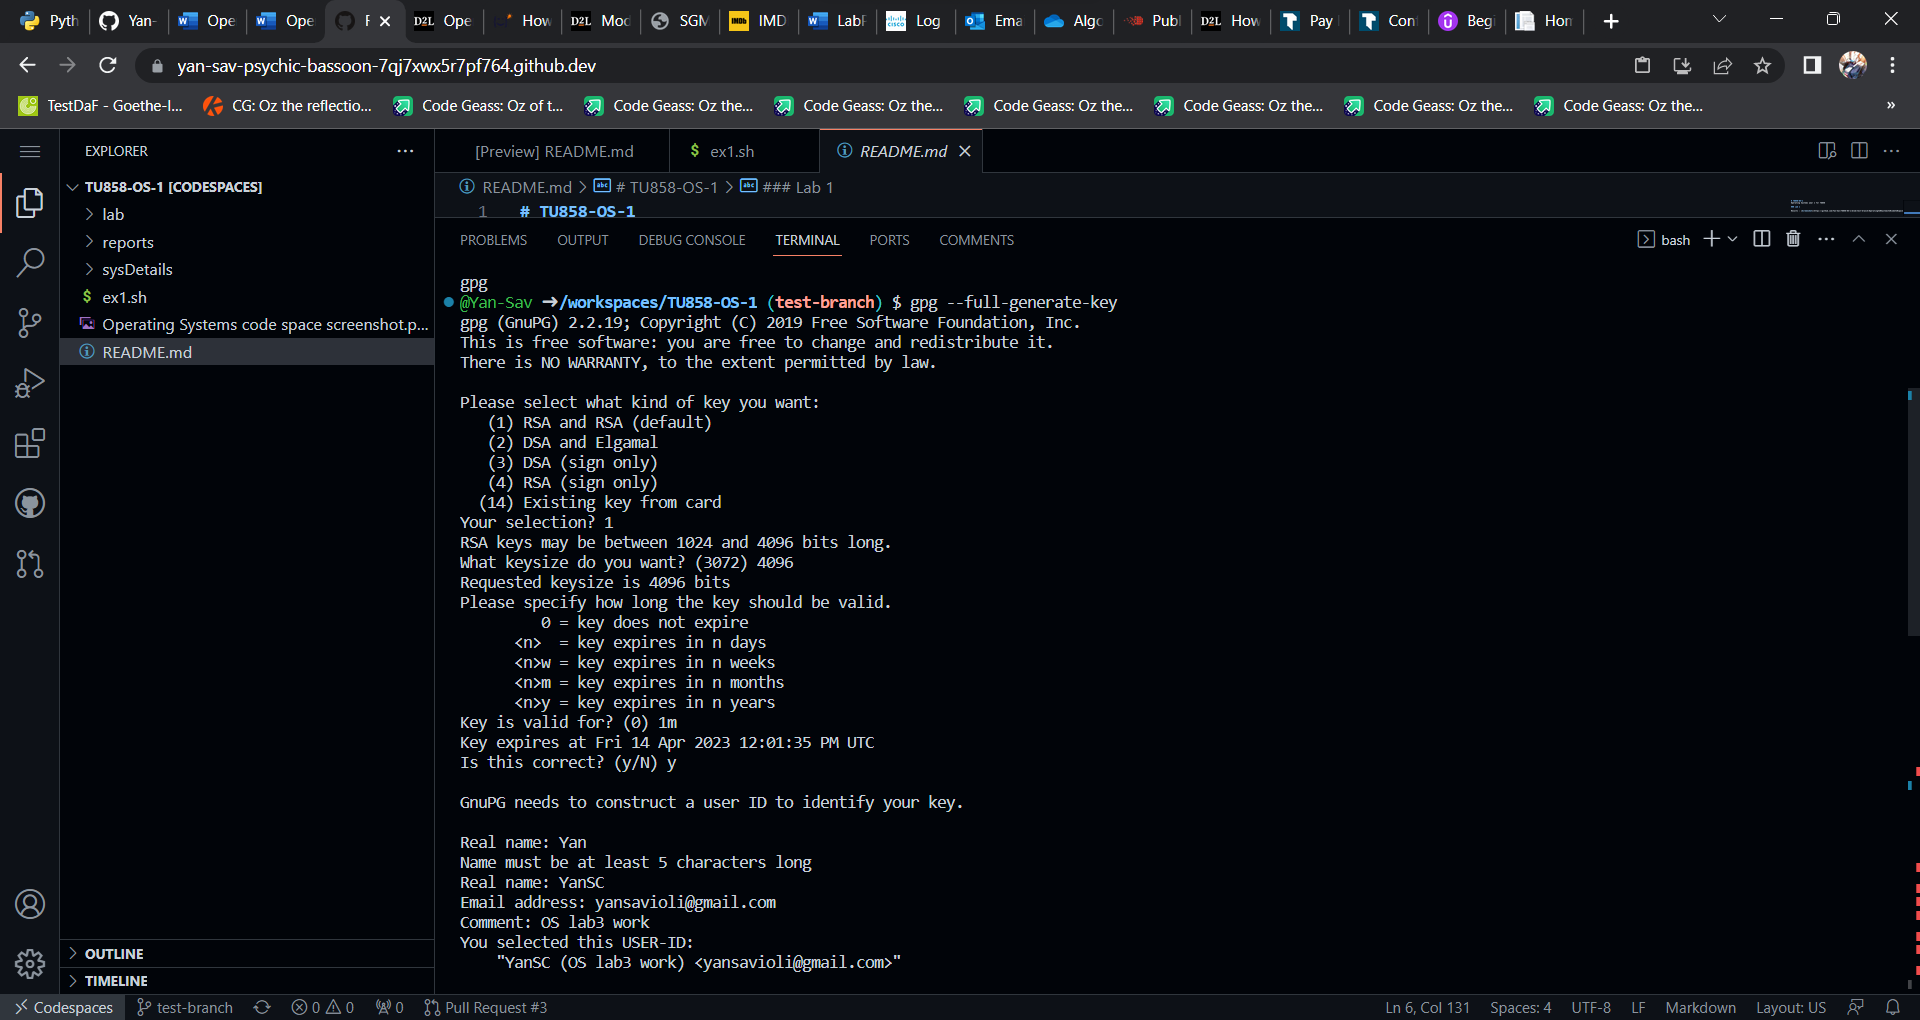 Pyth
Yan-
Ope
Ope
F
D2L Ope
How
D2L Mod
SGM
IMDb IMD
LabF
cisco Log
Ema
Algo
Publ
D2L How
Pay
Con
Beg
Hom
yan-sav-psychic-bassoon-7qj7xwx5r7pf764.github.dev
TestDaF - Goethe-I...
CG: Oz the reflectio...
Code Geass: Oz of t...
Code Geass: Oz the...
Code Geass: Oz the...
Code Geass: Oz the...
Code Geass: Oz the...
Code Geass: Oz the...
Code Geass: Oz the...
»
EXPLORER
[Preview] README.md
$ ex1.sh
README.md
TU858-OS-1 [CODESPACES]
README.md > # TU858-OS-1 > ### Lab 1
1 # TU858-OS-1
lab
reports
sysDetails
$ ex1.sh
Operating Systems code space screenshot.p...
README.md
OUTLINE
TIMELINE
PROBLEMS OUTPUT DEBUG CONSOLE TERMINAL PORTS COMMENTS
bash
gpg
@Yan-Sav ➜/workspaces/TU858-OS-1 (test-branch) $ gpg --full-generate-key
gpg (GnuPG) 2.2.19; Copyright (C) 2019 Free Software Foundation, Inc.
This is free software: you are free to change and redistribute it.
There is NO WARRANTY, to the extent permitted by law.
Please select what kind of key you want:
(1) RSA and RSA (default)
(2) DSA and Elgamal
(3) DSA (sign only)
(4) RSA (sign only)
(14) Existing key from card
Your selection? 1
RSA keys may be between 1024 and 4096 bits long.
What keysize do you want? (3072) 4096
Requested keysize is 4096 bits
Please specify how long the key should be valid.
0 = key does not expire
<n>  = key expires in n days
<n>w = key expires in n weeks
<n>m = key expires in n months
<n>y = key expires in n years
Key is valid for? (0) 1m
Key expires at Fri 14 Apr 2023 12:01:35 PM UTC
Is this correct? (y/N) y
GnuPG needs to construct a user ID to identify your key.
Real name: Yan
Name must be at least 5 characters long
Real name: YanSC
Email address: yansavioli@gmail.com
Comment: OS lab3 work
You selected this USER-ID:
"YanSC (OS lab3 work) <yansavioli@gmail.com>"
Codespaces test-branch 0 0 0 Pull Request #3
Ln 6, Col 131 Spaces: 4 UTF-8 LF Markdown Layout: US